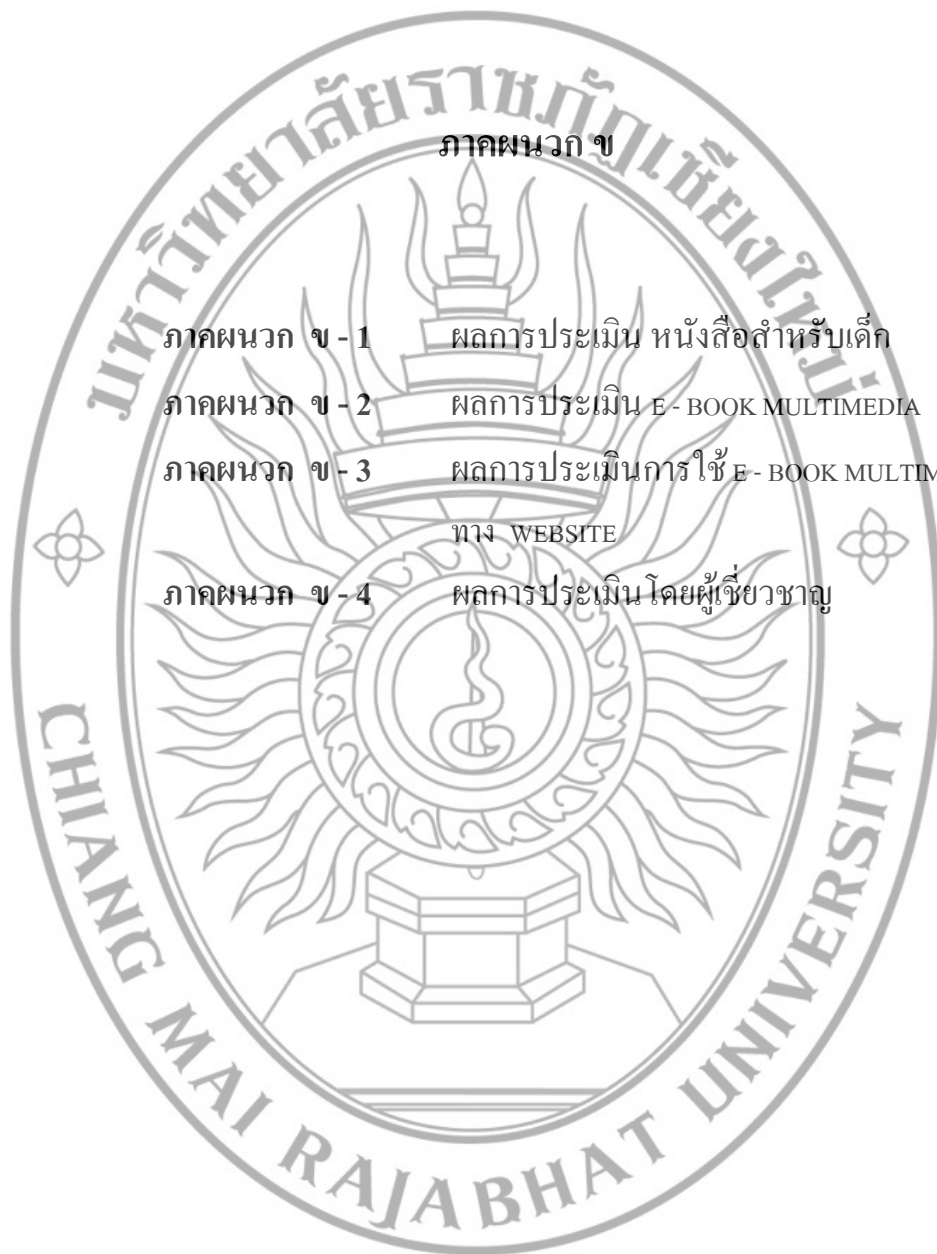 มหาวิทยาลัยราชภัฏเชียงใหม่
ภาคผนวก ข
ภาคผนวก ข - 1 ผลการประเมิน หนังสือสำหรับเด็ก
ภาคผนวก ข - 2 ผลการประเมิน E - BOOK MULTIMEDIA
ภาคผนวก ข - 3 ผลการประเมินการใช้ E - BOOK MULTIM
ทาง WEBSITE
ภาคผนวก ข - 4 ผลการประเมินโดยผู้เชี่ยวชาญ
CHIANG MAI RAJABHAT UNIVERSITY